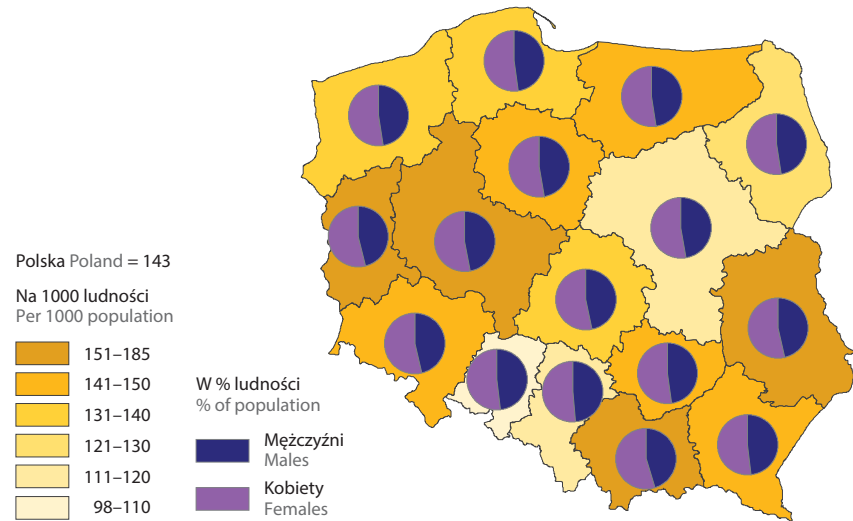 Polska Poland = 143
Na 1000 ludności
Per 1000 population
151–185
141–150
131–140
121–130
111–120
98–110
W % ludności
% of population
Mężczyźni
Males
Kobiety
Females